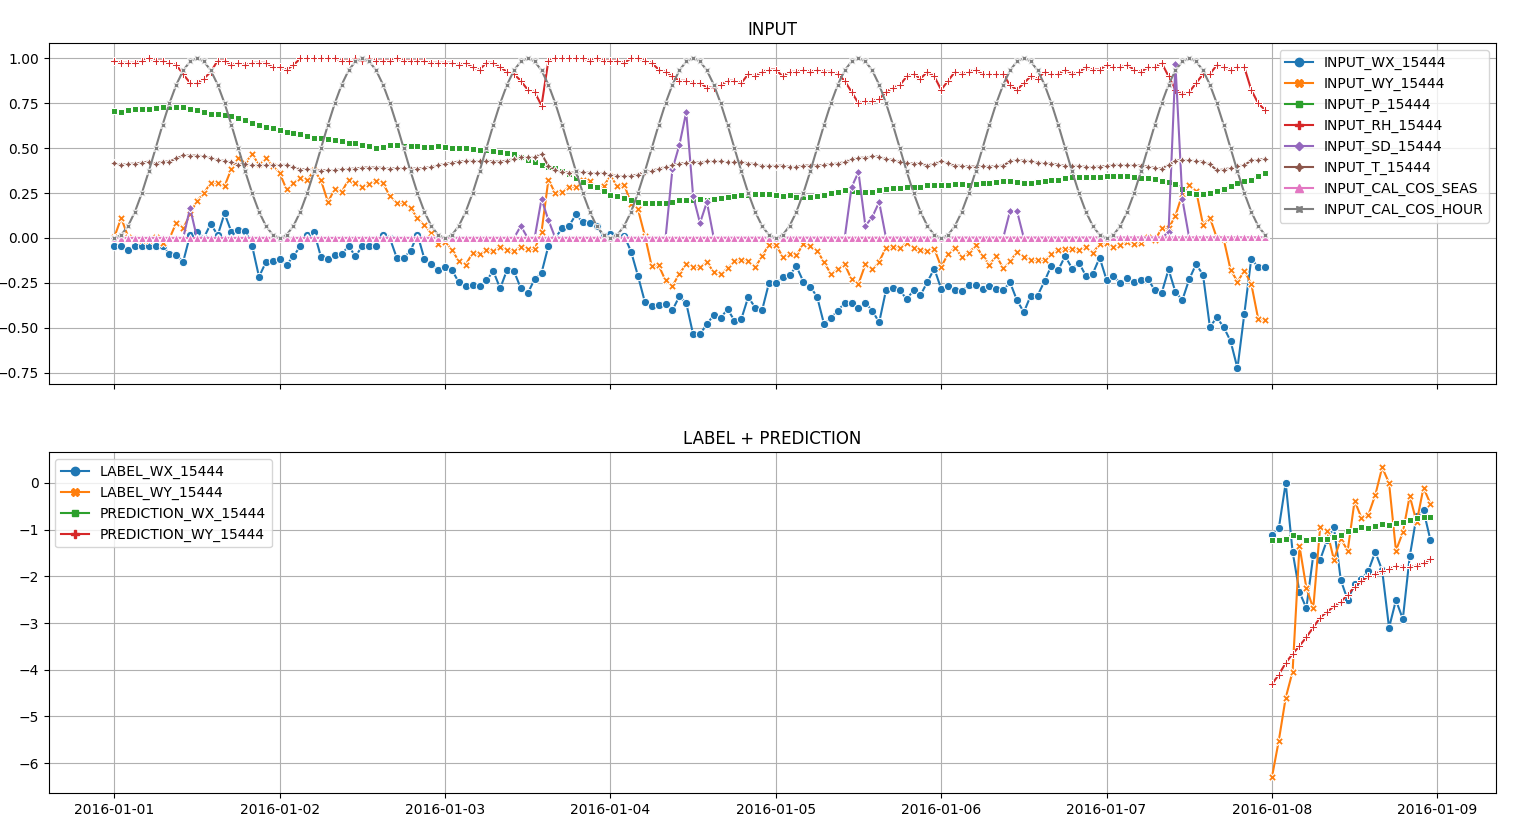 INPUT
1.00
0.75
0.50
0.25
0.00
−0.25
−0.50
−0.75
INPUT_WX_15444
INPUT_WY_15444
INPUT_P_15444
INPUT_RH_15444
INPUT_SD_15444
INPUT_T_15444
INPUT_CAL_COS_SEAS
INPUT_CAL_COS_HOUR
LABEL + PREDICTION
0
−1
−2
−3
−4
−5
−6
LABEL_WX_15444
LABEL_WY_15444
PREDICTION_WX_15444
PREDICTION_WY_15444
2016-01-01 2016-01-02 2016-01-03 2016-01-04 2016-01-05 2016-01-06 2016-01-07 2016-01-08 2016-01-09